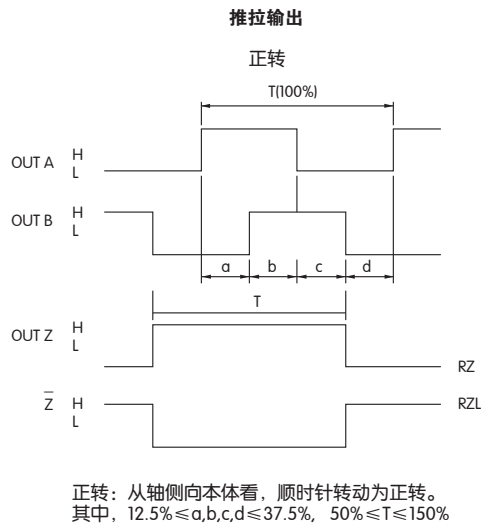 推拉输出
正转
T(100%)
OUT A H
L
OUT B H
L
a b c d
T
OUT Z H
L
RZ
Z̅ H RZL
L
正转：从轴侧向本体看，顺时针转动为正转。
其中，12.5%≤a,b,c,d≤37.5%, 50%≤T≤150%